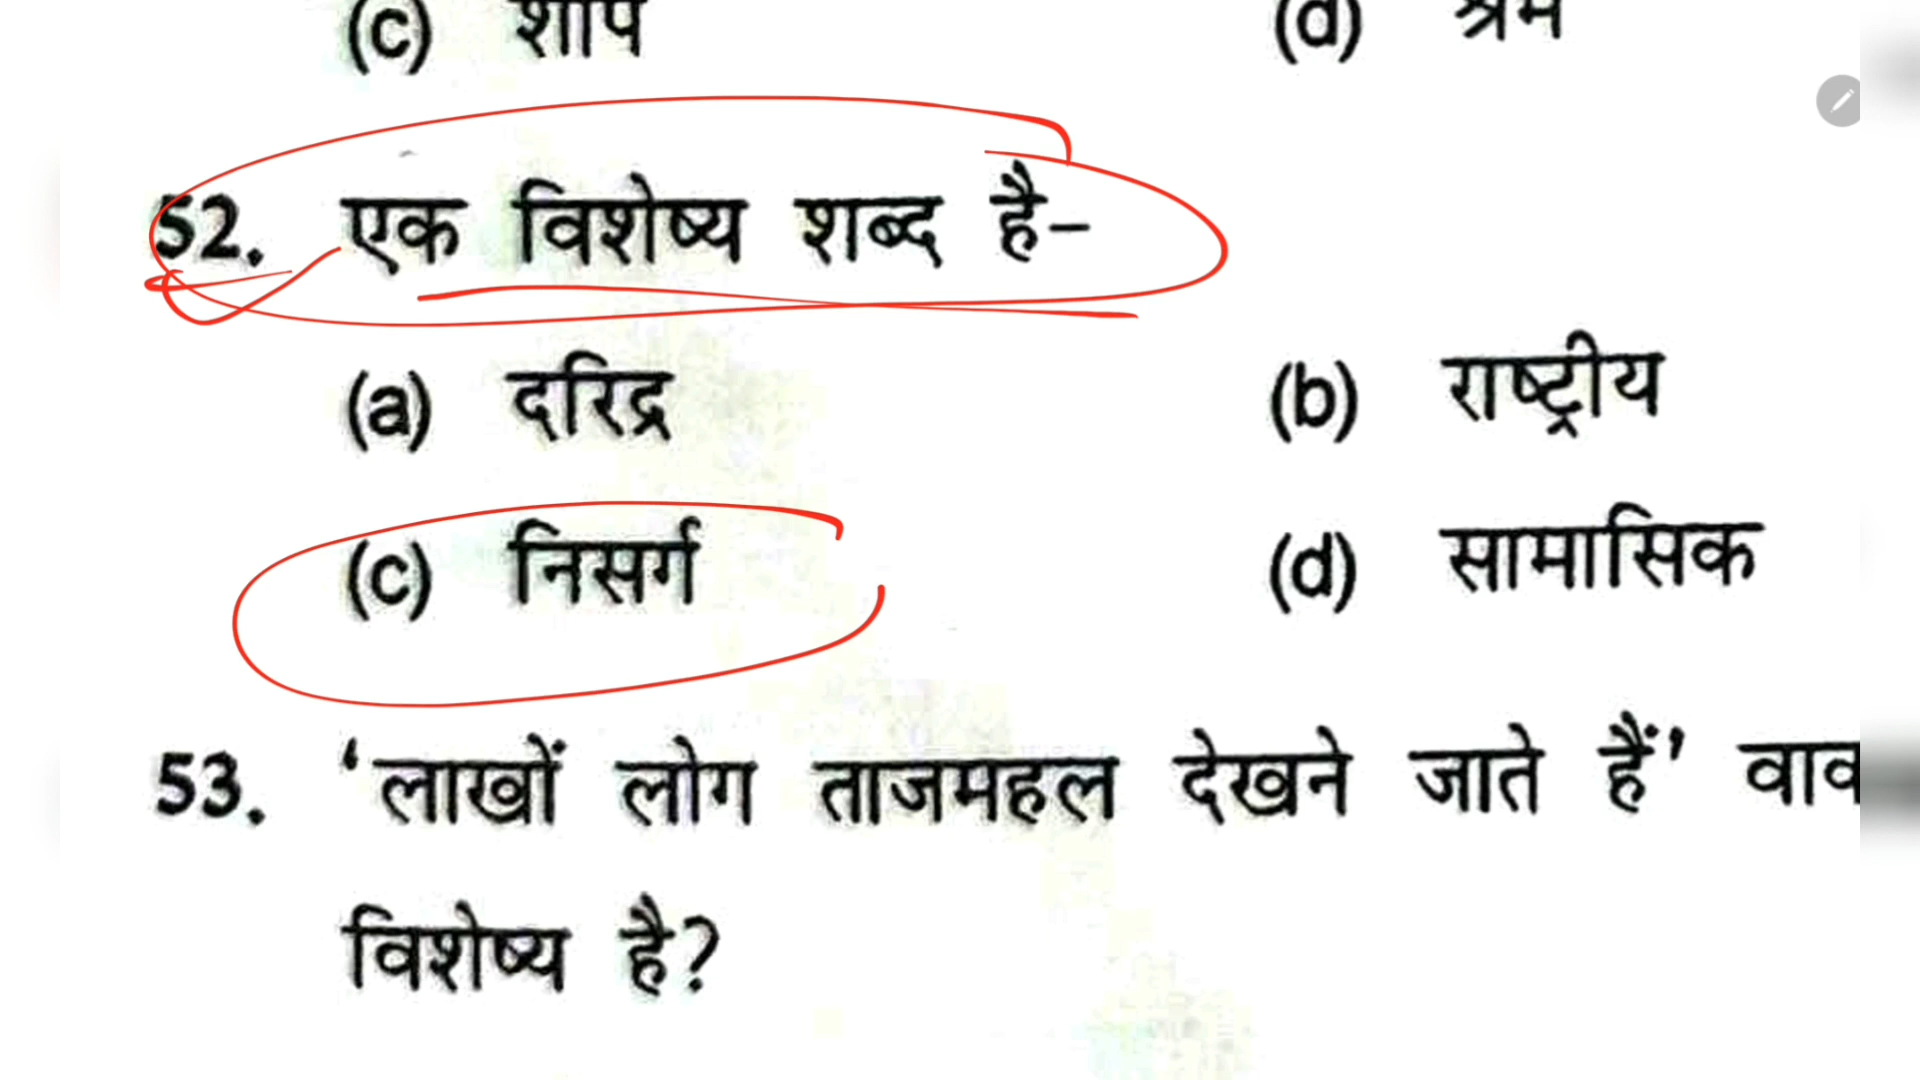 (c) शाप (d) श्रम
52. एक विशेष्य शब्द है–
(a) दरिद्र (b) राष्ट्रीय
(c) निसर्ग (d) सामासिक
53. ‘लाखों लोग ताजमहल देखने जाते हैं’
विशेष्य है?